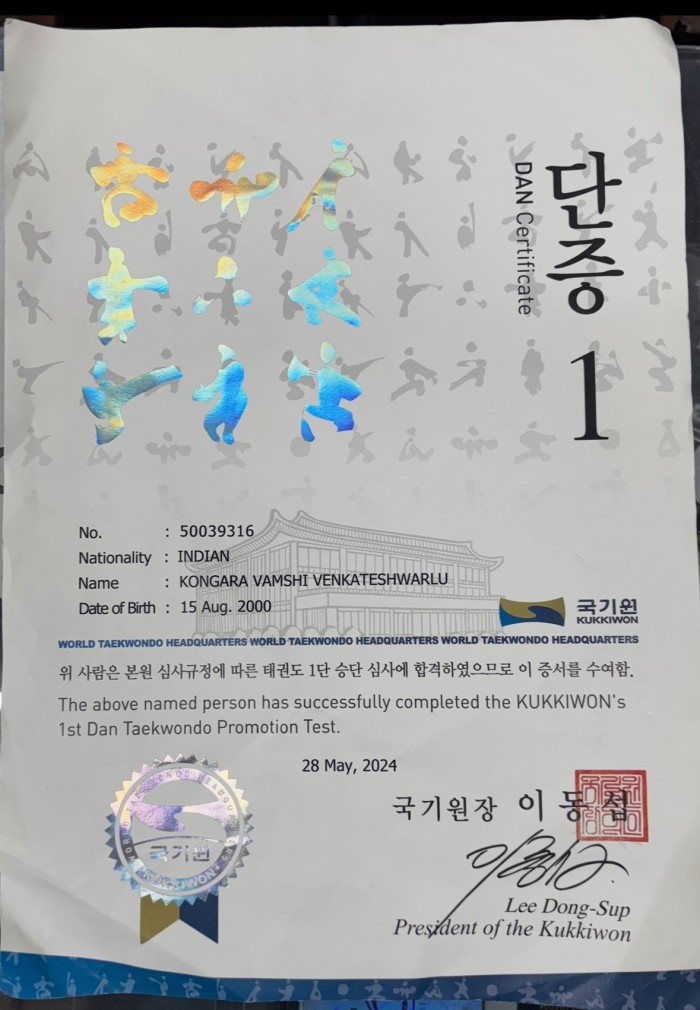 단증
DAN Certificate
1
No. : 50039316
Nationality : INDIAN
Name : KONGARA VAMSHI VENKATESHWARLU
Date of Birth : 15 Aug. 2000
국기원
KUKKIWON
WORLD TAEKWONDO HEADQUARTERS WORLD TAEKWONDO HEADQUARTERS WORLD TAEKWONDO HEADQUARTERS
위 사람은 본원 심사규정에 따른 태권도 1단 승단 심사에 합격하였으므로 이 증서를 수여함.
The above named person has successfully completed the KUKKIWON's
1st Dan Taekwondo Promotion Test.
28 May, 2024
국기원장 이동섭
국기원
KUKKIWON
Lee Dong-Sup
President of the Kukkiwon